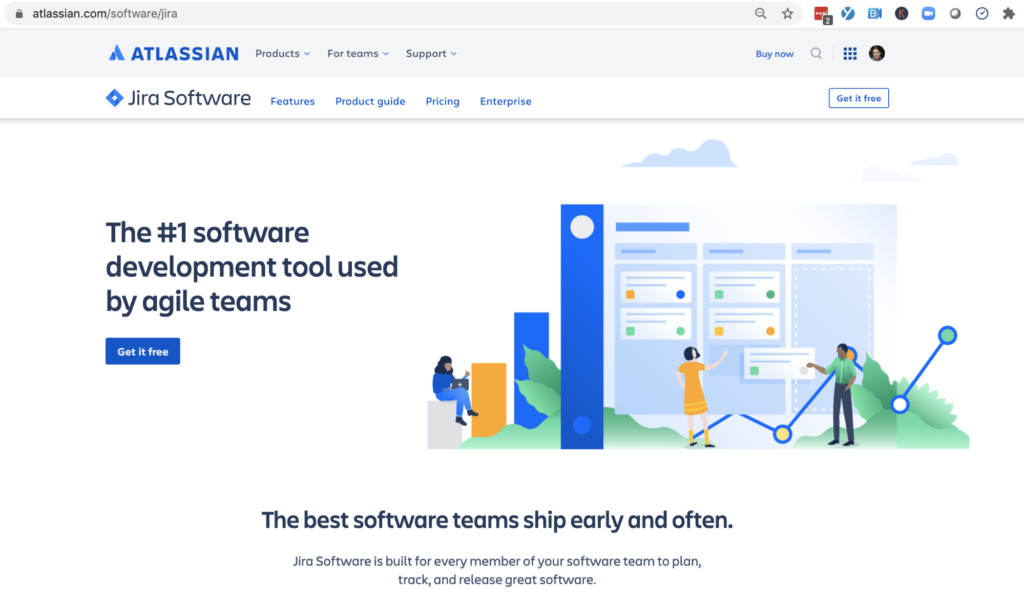 atlassian.com/software/jira
2
ATLASSIAN Products For teams Support Buy now
Jira Software Features Product guide Pricing Enterprise Get it free
The #1 software
development tool used
by agile teams
Get it free
The best software teams ship early and often.
Jira Software is built for every member of your software team to plan,
track, and release great software.